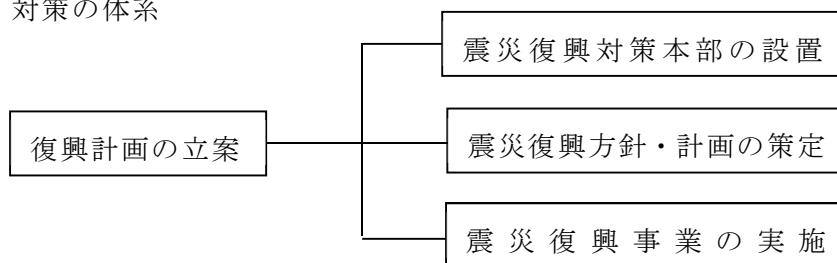 対策の体系
震災復興対策本部の設置
復興計画の立案
震災復興方針・計画の策定
震災復興事業の実施